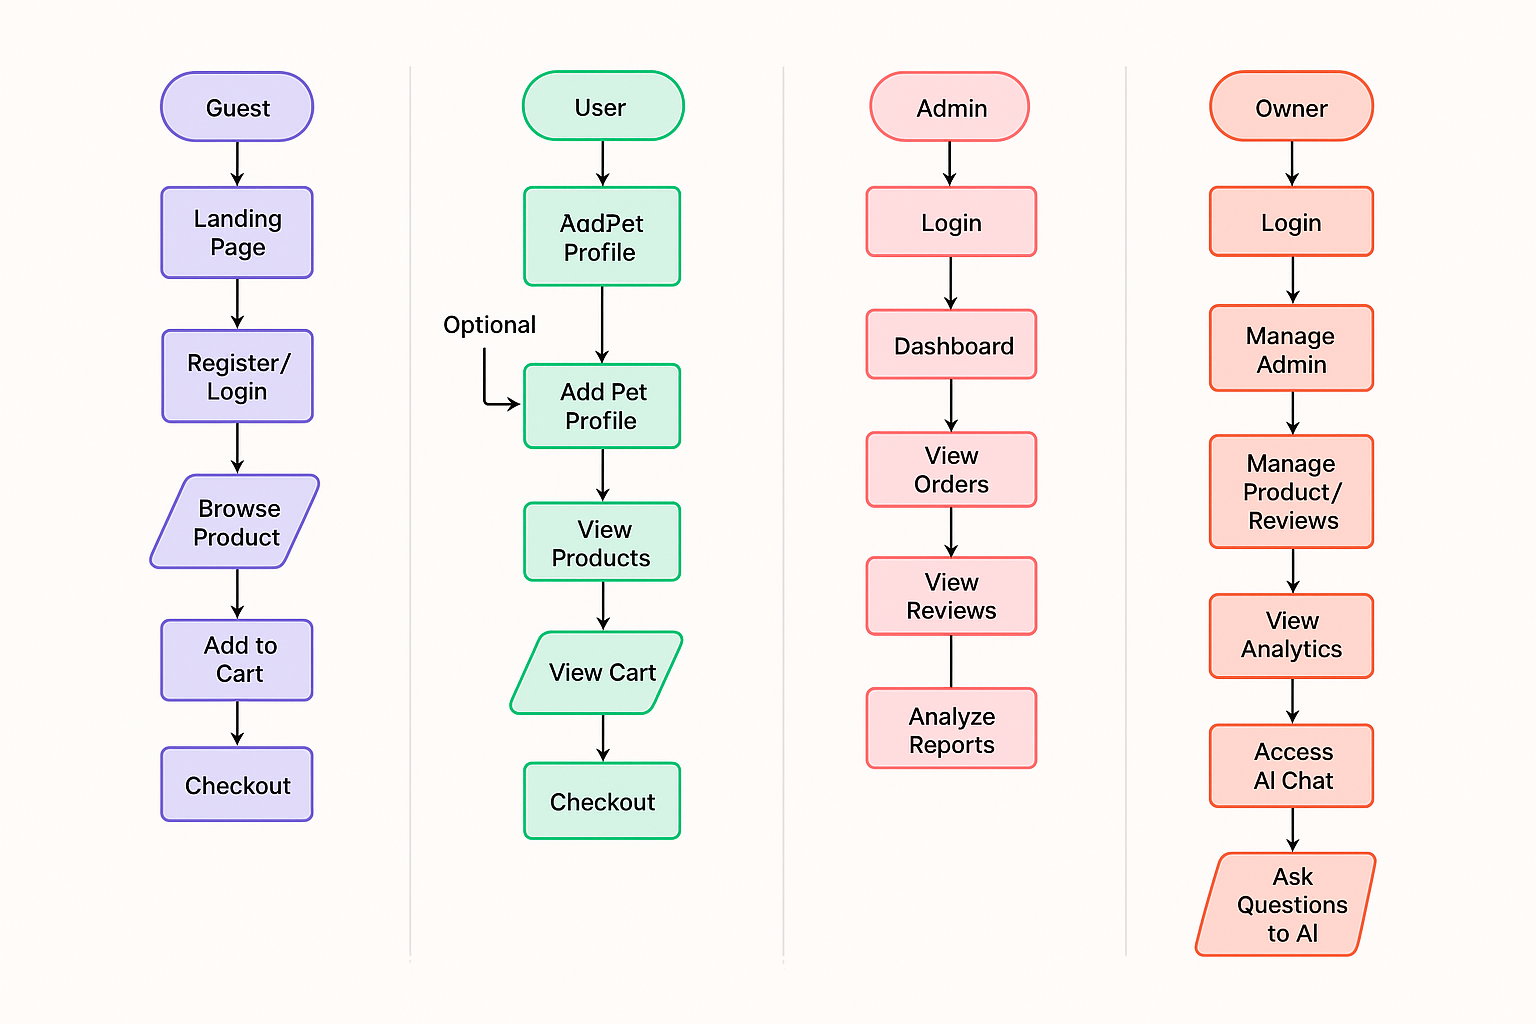 Guest
Landing
Page
Register/
Login
Browse
Product
Add to
Cart
Checkout
User
AadPet
Profile
Optional
Add Pet
Profile
View
Products
View Cart
Checkout
Admin
Login
Dashboard
View
Orders
View
Reviews
Analyze
Reports
Owner
Login
Manage
Admin
Manage
Product/
Reviews
View
Analytics
Access
AI Chat
Ask
Questions
to AI